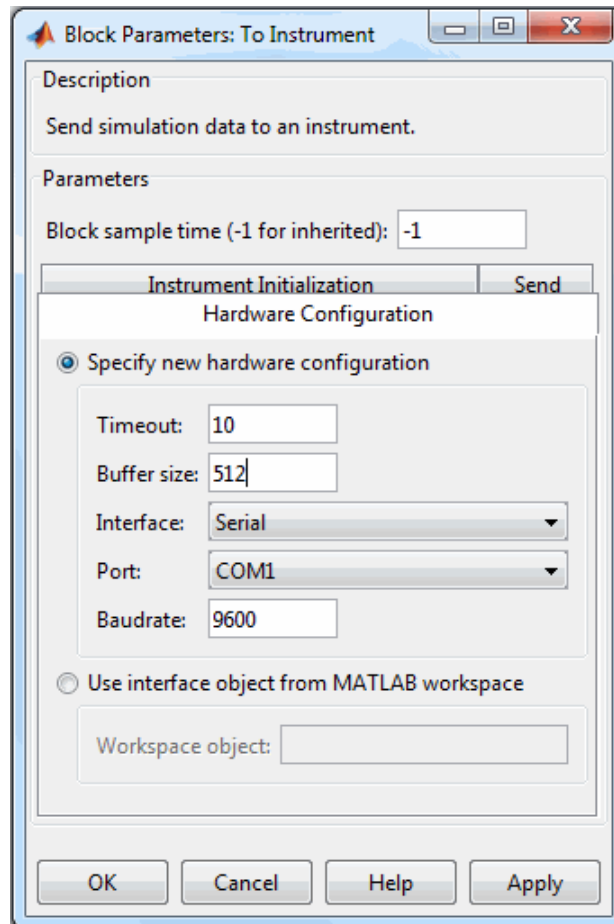 Block Parameters: To Instrument
Description
Send simulation data to an instrument.
Parameters
Block sample time (-1 for inherited): -1
Instrument Initialization Send
Hardware Configuration
Specify new hardware configuration
Timeout: 10
Buffer size: 512
Interface: Serial
Port: COM1
Baudrate: 9600
Use interface object from MATLAB workspace
Workspace object:
OK Cancel Help Apply